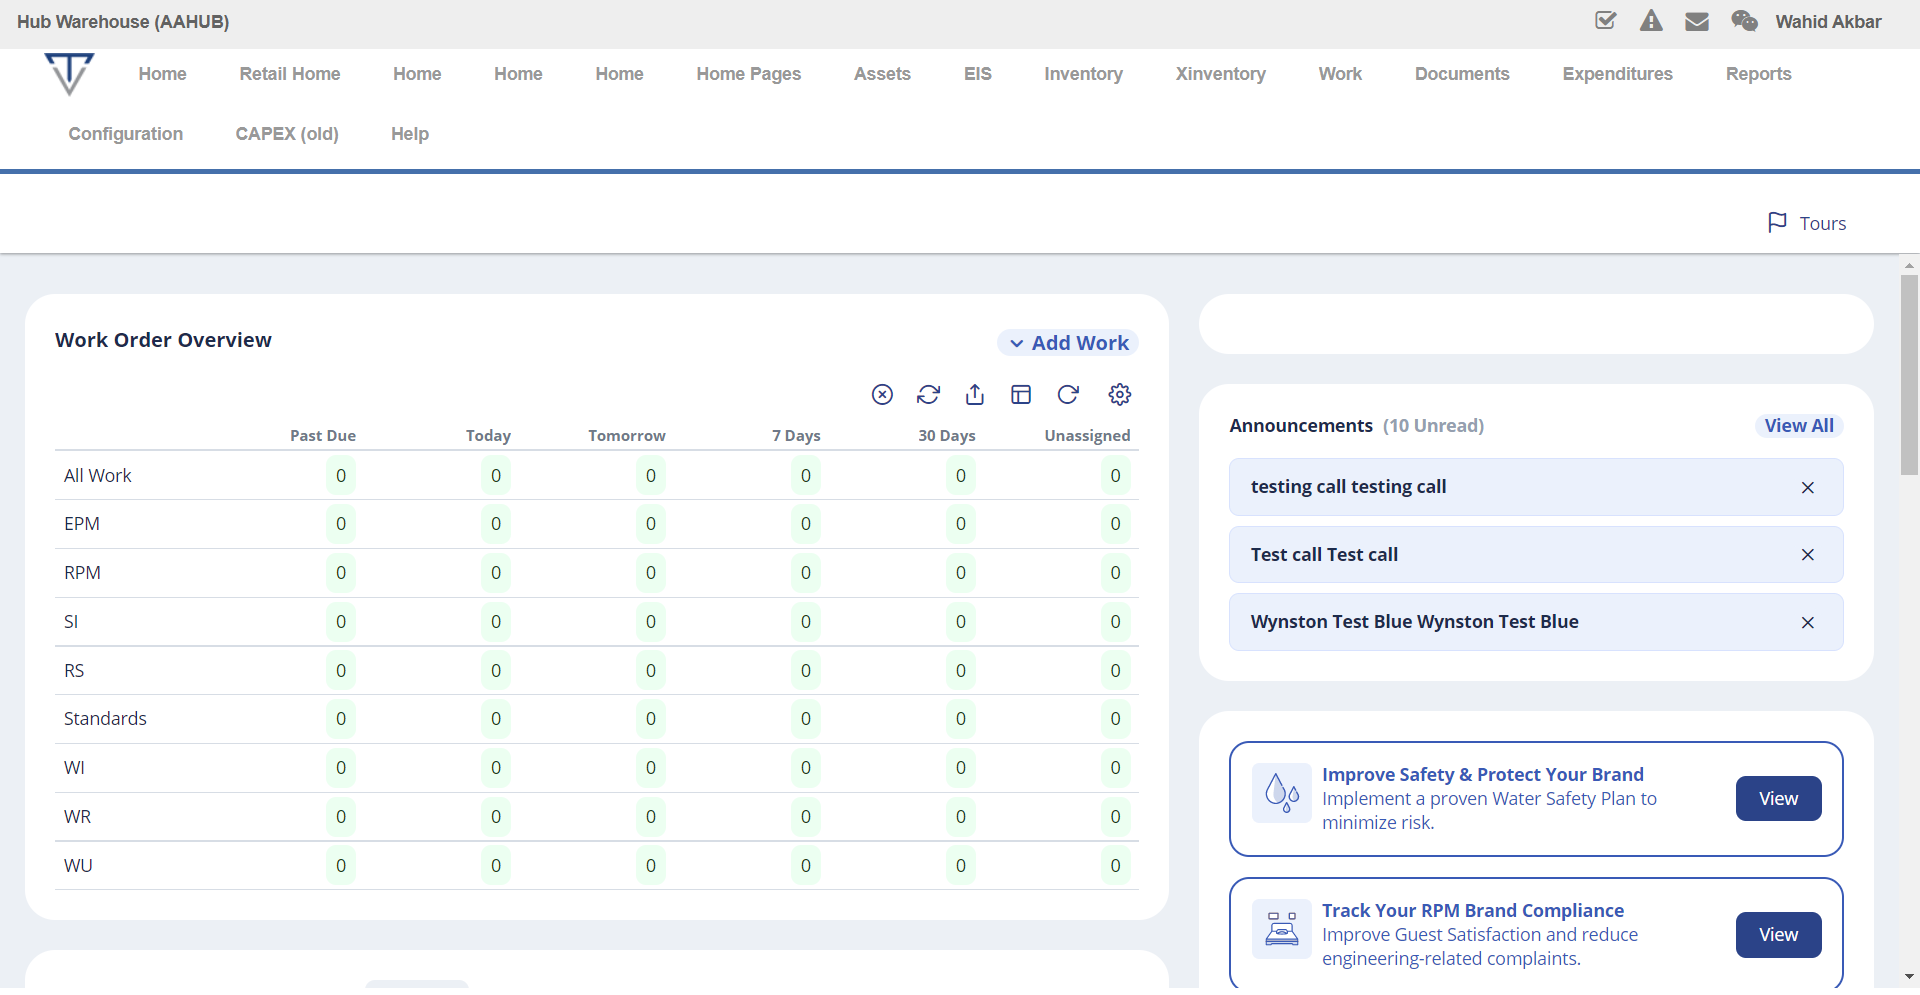 Hub Warehouse (AAHUB)
Wahid Akbar
Home Retail Home Home Home Home Home Pages Assets EIS Inventory Xinventory Work Documents Expenditures Reports
Configuration CAPEX (old) Help
Tours
Work Order Overview
Add Work
Past Due Today Tomorrow 7 Days 30 Days Unassigned
All Work 0 0 0 0 0 0
EPM 0 0 0 0 0 0
RPM 0 0 0 0 0 0
SI 0 0 0 0 0 0
RS 0 0 0 0 0 0
Standards 0 0 0 0 0 0
WI 0 0 0 0 0 0
WR 0 0 0 0 0 0
WU 0 0 0 0 0 0
Announcements (10 Unread)
View All
testing call testing call
Test call Test call
Wynston Test Blue Wynston Test Blue
Improve Safety & Protect Your Brand
Implement a proven Water Safety Plan to
minimize risk.
View
Track Your RPM Brand Compliance
Improve Guest Satisfaction and reduce
engineering-related complaints.
View